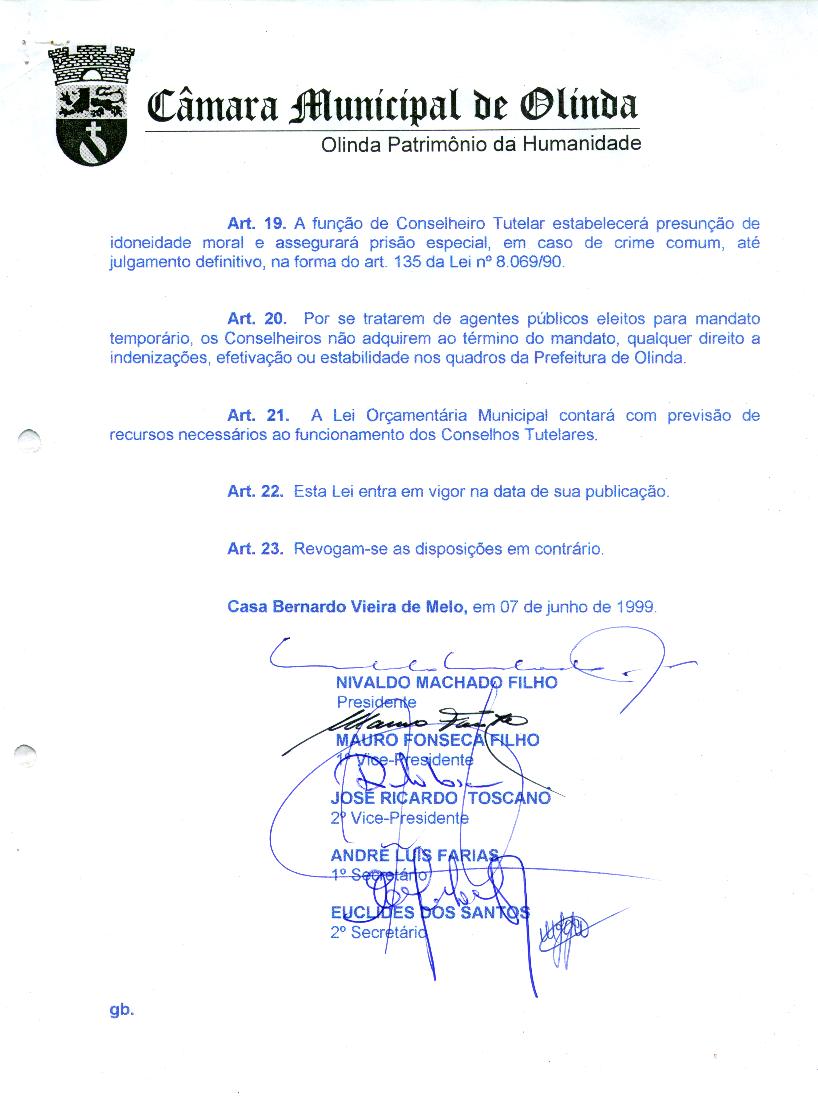 Câmara Municipal de Olinda
Olinda Patrimônio da Humanidade
Art. 19. A função de Conselheiro Tutelar estabelecerá presunção de
idoneidade moral e assegurará prisão especial, em caso de crime comum, até
julgamento definitivo, na forma do art. 135 da Lei nº 8.069/90.
Art. 20. Por se tratarem de agentes públicos eleitos para mandato
temporário, os Conselheiros não adquirem ao término do mandato, qualquer direito a
indenizações, efetivação ou estabilidade nos quadros da Prefeitura de Olinda.
Art. 21. A Lei Orçamentária Municipal contará com previsão de
recursos necessários ao funcionamento dos Conselhos Tutelares.
Art. 22. Esta Lei entra em vigor na data de sua publicação.
Art. 23. Revogam-se as disposições em contrário.
Casa Bernardo Vieira de Melo, em 07 de junho de 1999.
NIVALDO MACHADO FILHO
Presidente
MAURO FONSECA FILHO
1º Vice-Presidente
JOSÉ RICARDO TOSCANO
2º Vice-Presidente
ANDRÉ LUIS FARIAS
1º Secretário
EUCLIDES DOS SANTOS
2º Secretário
gb.